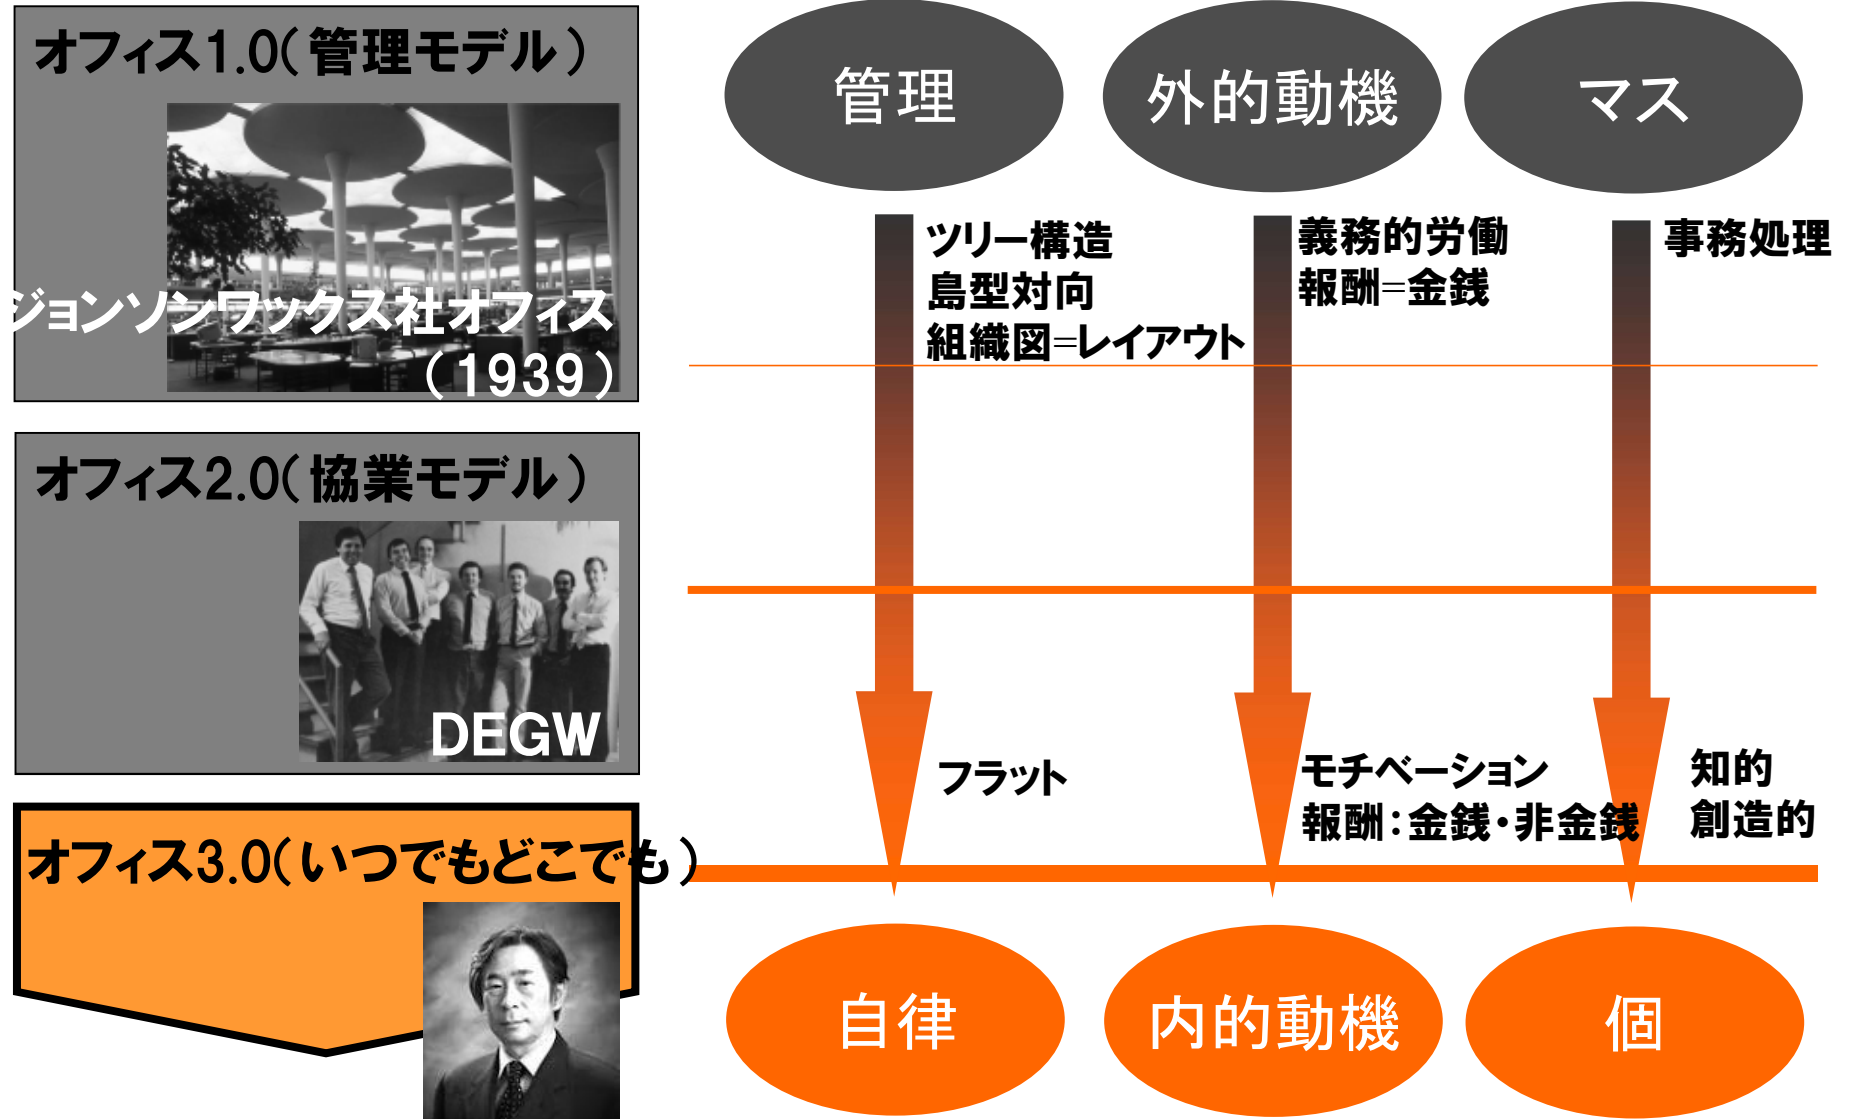 オフィス1.0(管理モデル)
ジョンソンワックス社オフィス
(1939)
オフィス2.0(協業モデル)
DEGW
オフィス3.0(いつでもどこでも)
管理
外的動機
マス
ツリー構造
島型対向
組織図=レイアウト
義務的労働
報酬=金銭
事務処理
フラット
モチベーション
報酬：金銭・非金銭
知的
創造的
自律
内的動機
個